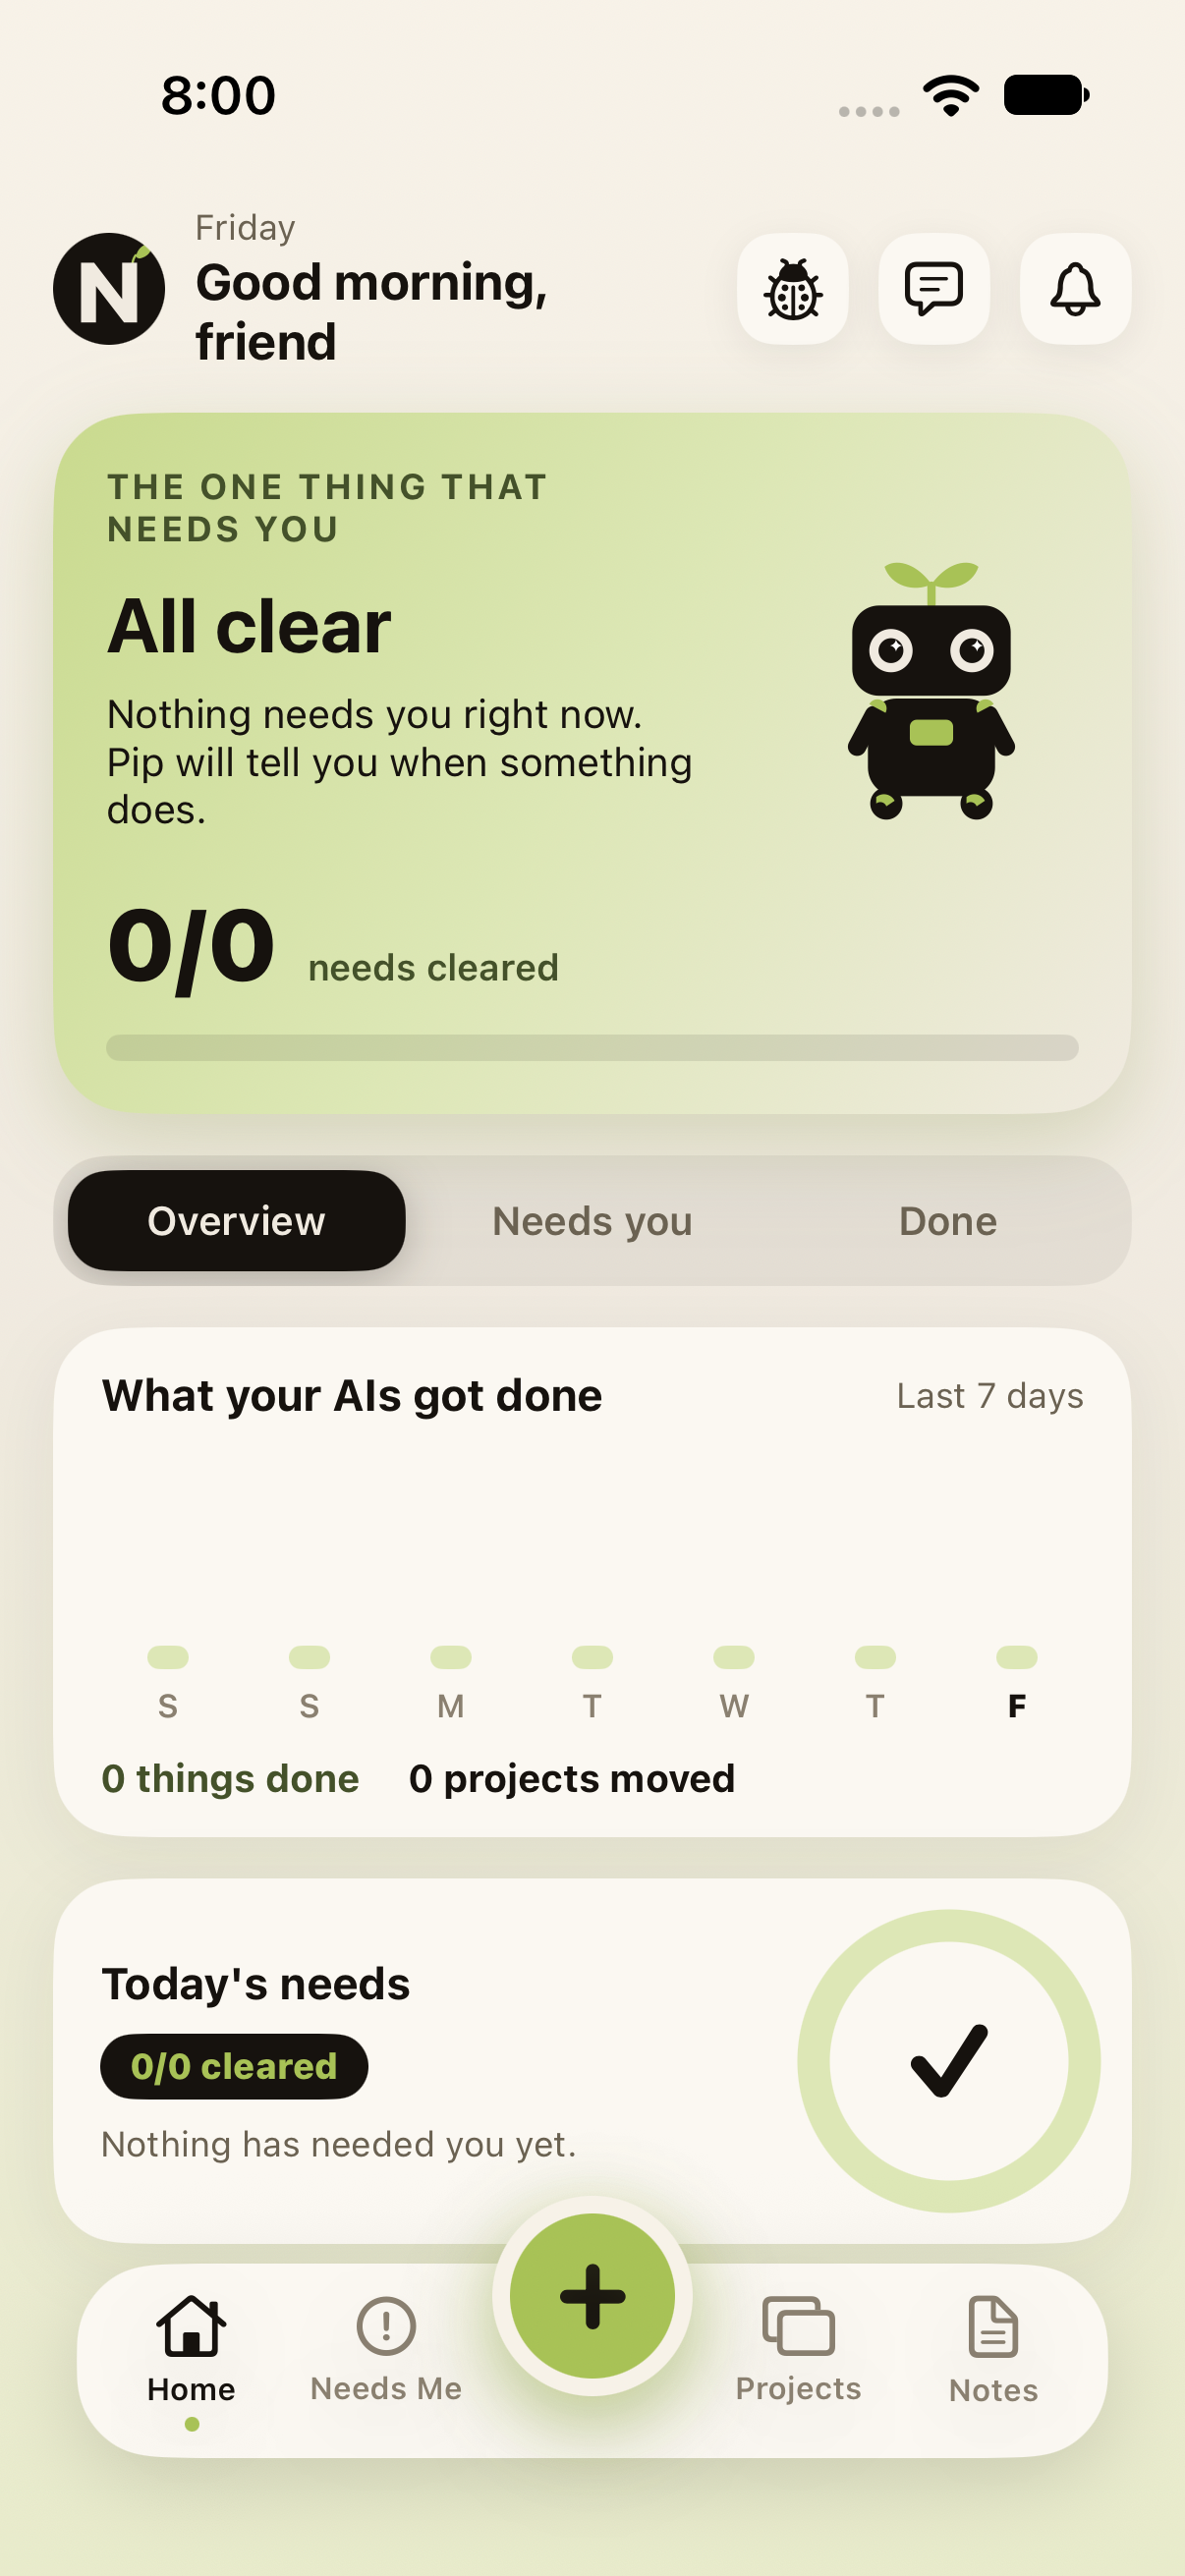 8:00
N
Friday
Good morning,
friend
THE ONE THING THAT
NEEDS YOU
All clear
Nothing needs you right now.
Pip will tell you when something
does.
0/0 needs cleared
Overview Needs you Done
What your AIs got done Last 7 days
S S M T W T F
0 things done 0 projects moved
Today's needs
0/0 cleared
Nothing has needed you yet.
Home Needs Me Projects Notes